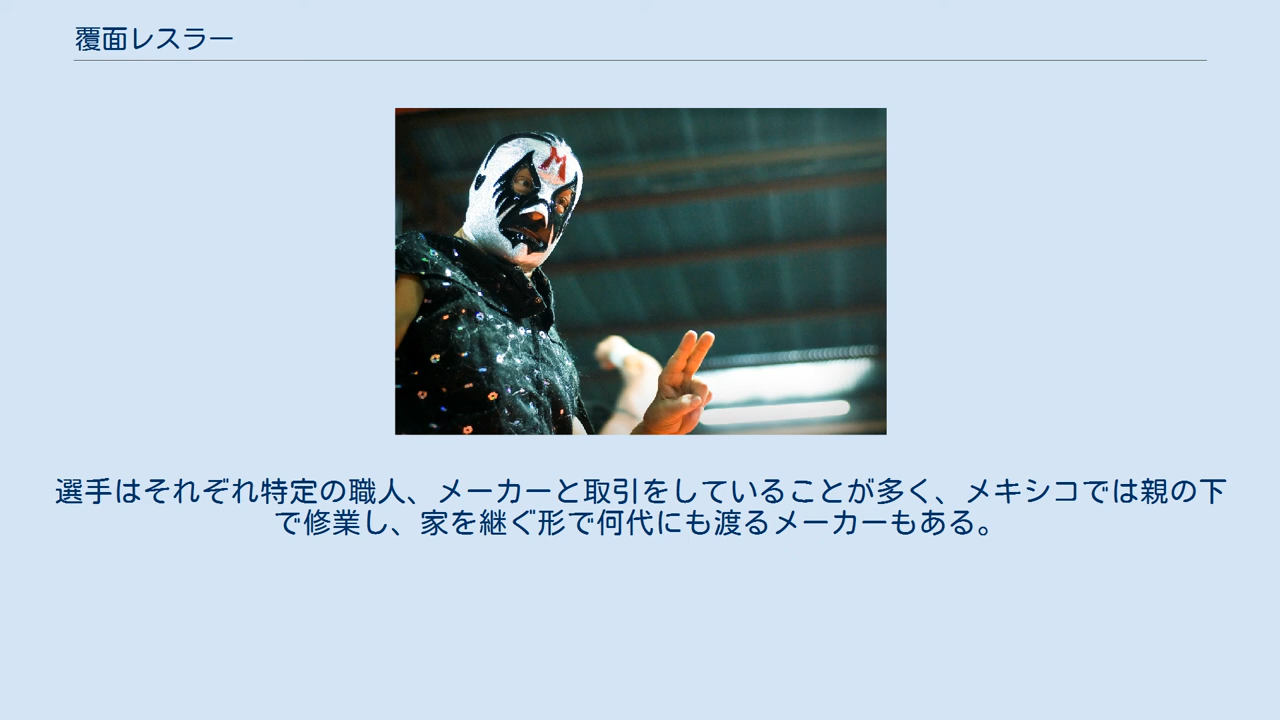 覆面レスラー
M
選手はそれぞれ特定の職人、メーカーと取引をしていることが多く、メキシコでは親の下
で修業し、家を継ぐ形で何代にも渡るメーカーもある。